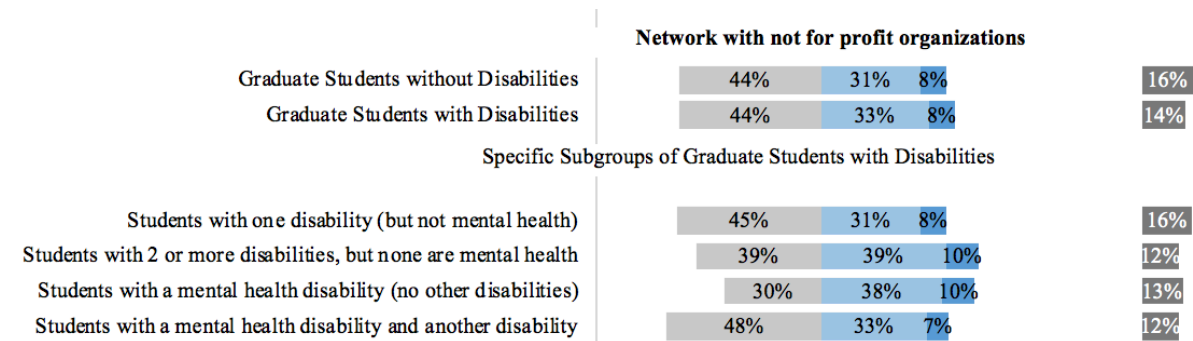 Network with not for profit organizations
Graduate Students without Disabilities 44% 31% 8% 16%
Graduate Students with Disabilities 44% 33% 8% 14%
Specific Subgroups of Graduate Students with Disabilities
Students with one disability (but not mental health) 45% 31% 8% 16%
Students with 2 or more disabilities, but none are mental health 39% 39% 10% 12%
Students with a mental health disability (no other disabilities) 30% 38% 10% 13%
Students with a mental health disability and another disability 48% 33% 7% 12%